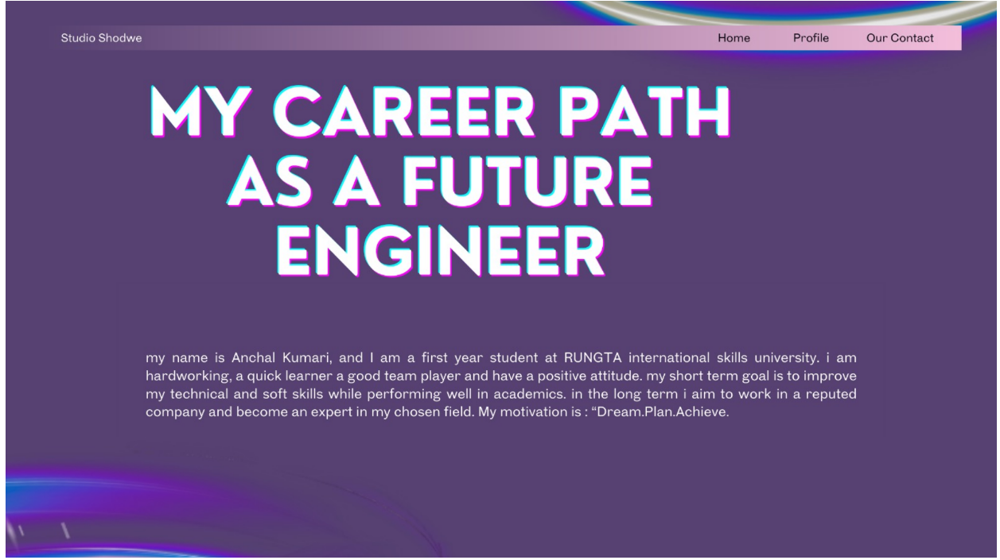 Studio Shodwe Home Profile Our Contact
MY CAREER PATH
AS A FUTURE
ENGINEER
my name is Anchal Kumari, and I am a first year student at RUNGTA international skills university. i am
hardworking, a quick learner a good team player and have a positive attitude. my short term goal is to improve
my technical and soft skills while performing well in academics. in the long term i aim to work in a reputed
company and become an expert in my chosen field. My motivation is : “Dream.Plan.Achieve.